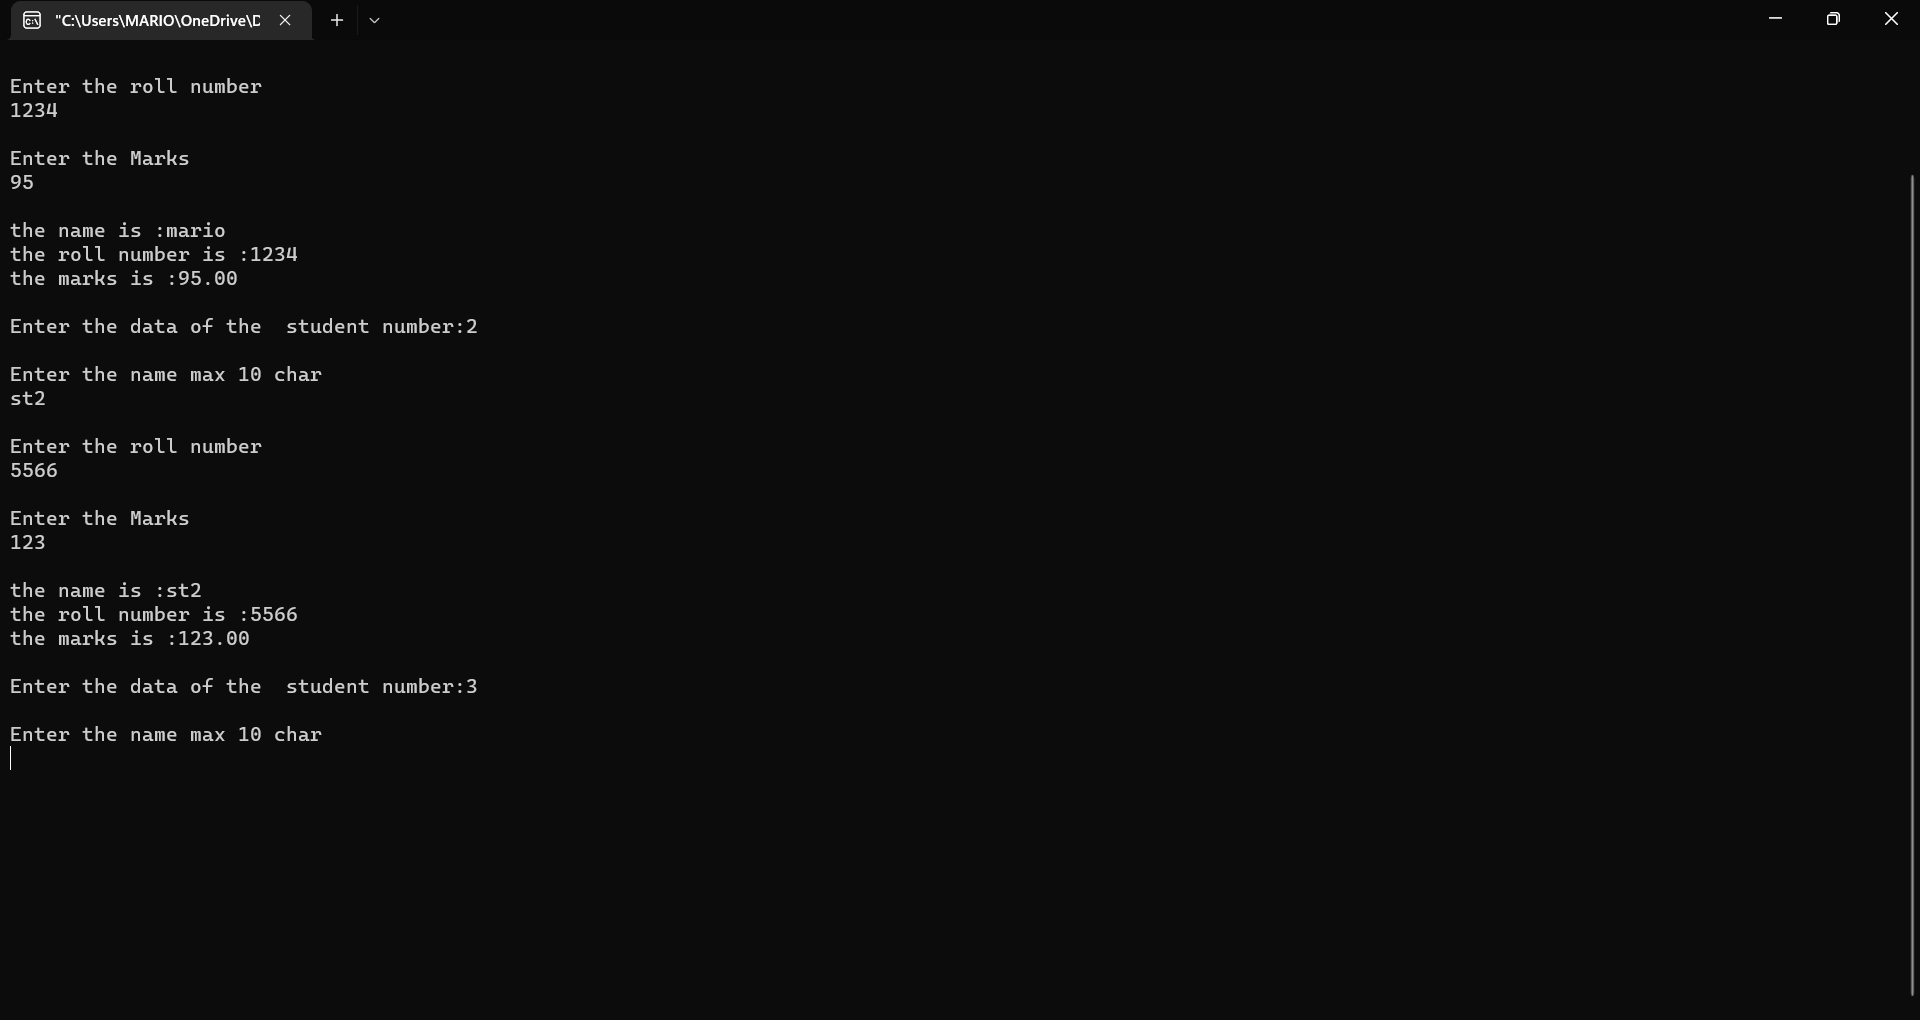 "C:\Users\MARIO\OneDrive\D
Enter the roll number
1234
Enter the Marks
95
the name is :mario
the roll number is :1234
the marks is :95.00
Enter the data of the  student number:2
Enter the name max 10 char
st2
Enter the roll number
5566
Enter the Marks
123
the name is :st2
the roll number is :5566
the marks is :123.00
Enter the data of the  student number:3
Enter the name max 10 char